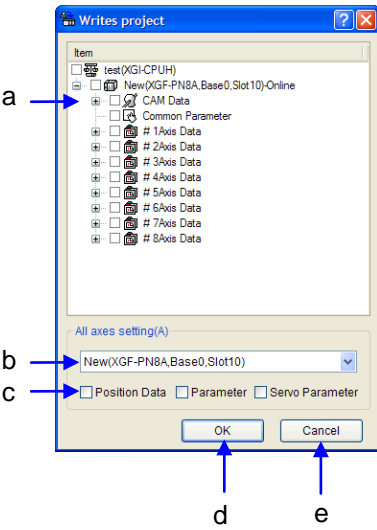 Writes project
Item
test(XGI-CPUH)
New(XGF-PN8A,Base0,Slot10)-Online
a
CAM Data
Common Parameter
# 1Axis Data
# 2Axis Data
# 3Axis Data
# 4Axis Data
# 5Axis Data
# 6Axis Data
# 7Axis Data
# 8Axis Data
All axes setting(A)
b
New(XGF-PN8A,Base0,Slot10)
c
Position Data Parameter Servo Parameter
OK Cancel
d e